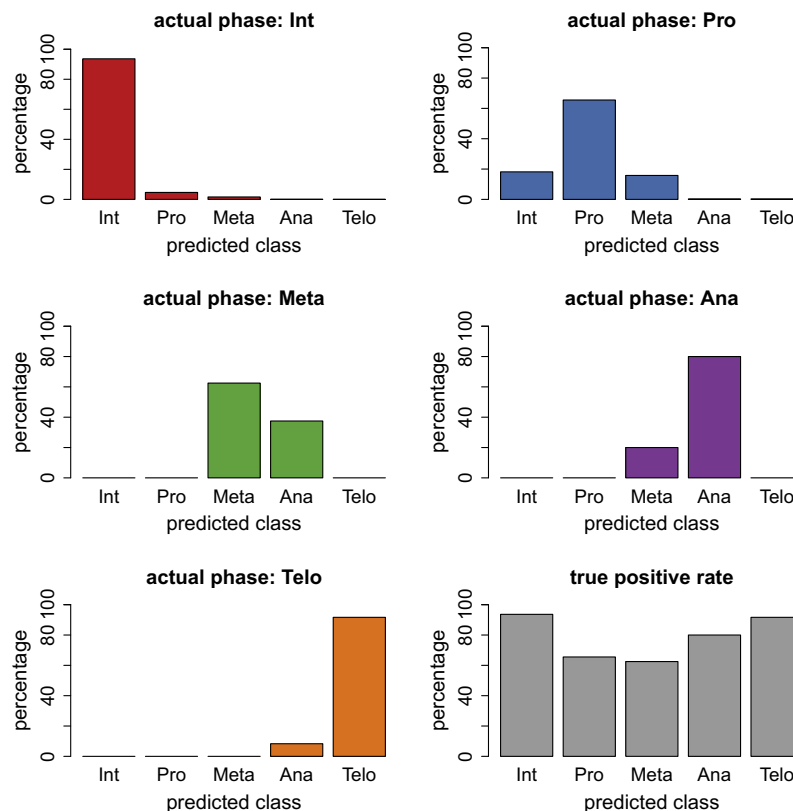 actual phase: Int
percentage
0 40 80 100
Int Pro Meta Ana Telo
predicted class
actual phase: Pro
percentage
0 40 80 100
Int Pro Meta Ana Telo
predicted class
actual phase: Meta
percentage
0 40 80 100
Int Pro Meta Ana Telo
predicted class
actual phase: Ana
percentage
0 40 80 100
Int Pro Meta Ana Telo
predicted class
actual phase: Telo
percentage
0 40 80 100
Int Pro Meta Ana Telo
predicted class
true positive rate
percentage
0 40 80 100
Int Pro Meta Ana Telo
predicted class